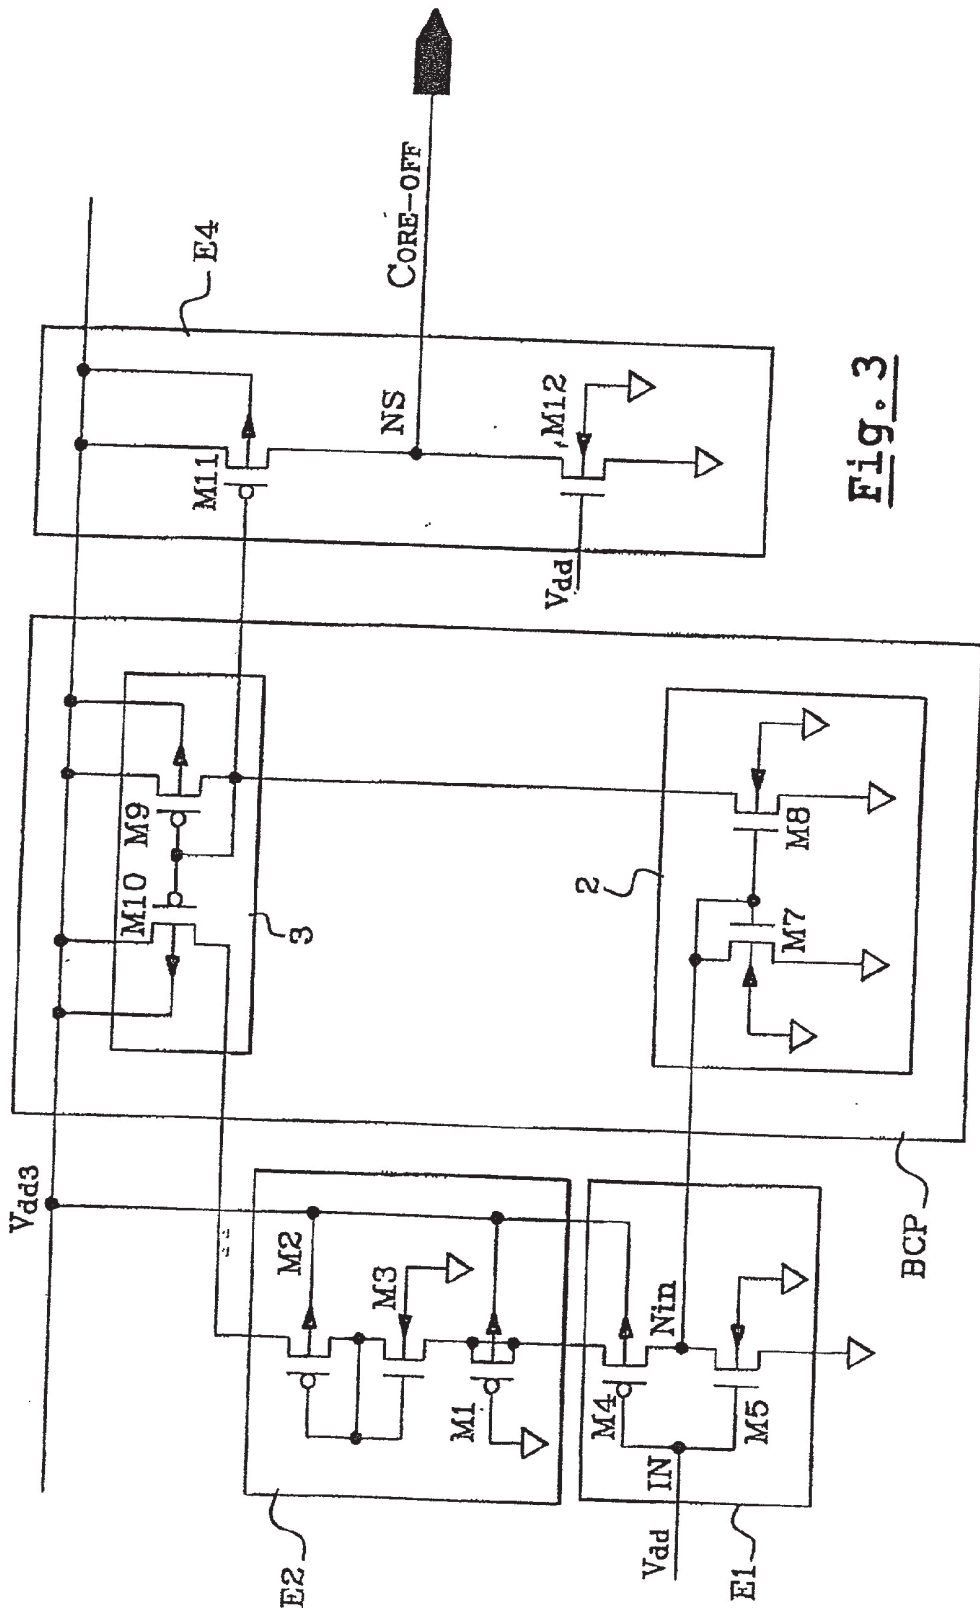 Vdd3
E2
M2
M3
M1
E1
Vdd
IN
M4
M5
Nin
BCP
3
M10
M9
2
M7
M8
E4
M11
NS
M12
Vdd
CORE-OFF
Fig.3